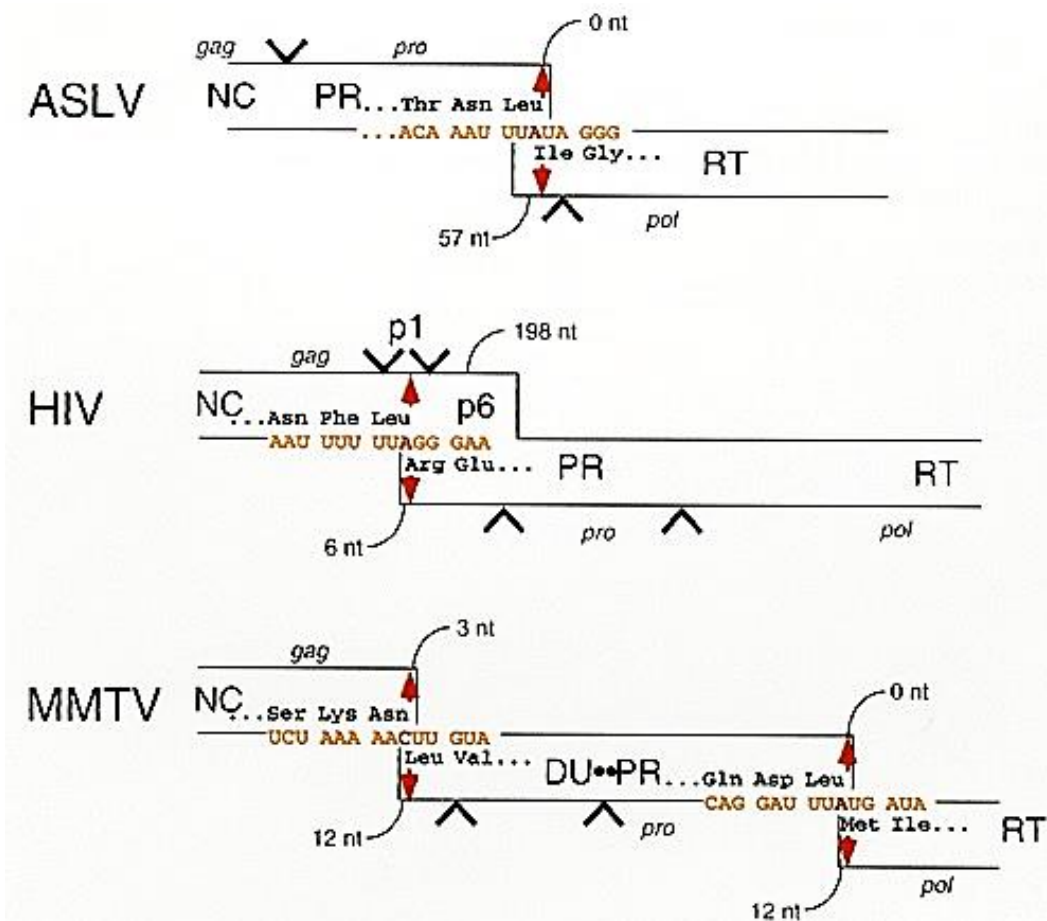 0 nt
gag pro
ASLV NC PR...Thr Asn Leu
...ACA AAU UUAUA GGG
Ile Gly... RT
57 nt pol
p1 198 nt
gag
HIV NC...Asn Phe Leu p6
AAU UUU UUAGG GAA
Arg Glu... PR RT
6 nt pro pol
3 nt
gag 0 nt
MMTV NC...Ser Lys Asn
UCU AAA AACUU GUA
Leu Val... DU••PR...Gln Asp Leu
CAG GAU UUAUG AUA
12 nt pro Met Ile... RT
12 nt pol